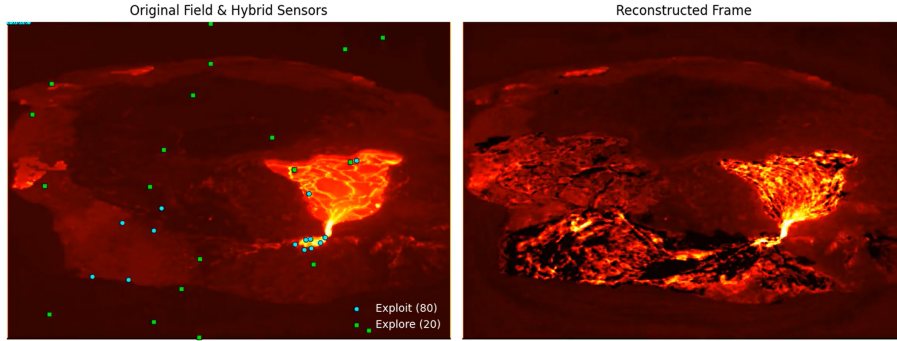 Original Field & Hybrid Sensors
Reconstructed Frame
Exploit (80)
Explore (20)